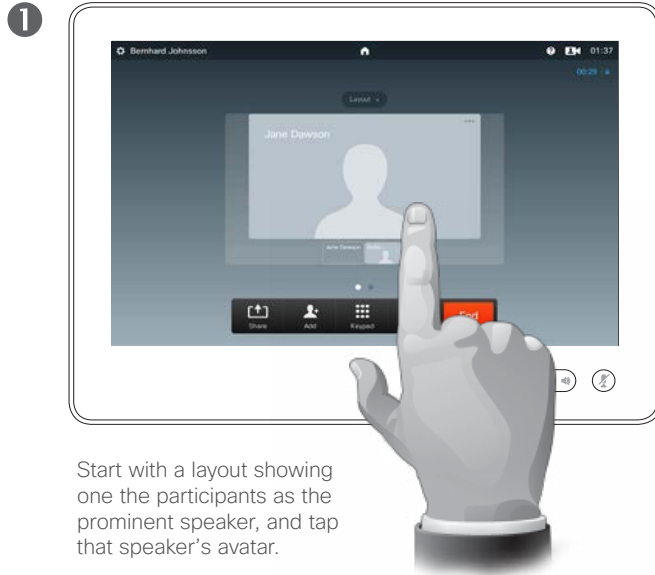 1
Bernhard Johnsson
01:37
00:29
Layout
Jane Dawson
Jane Dawson
Share
Add
Keypad
End
Start with a layout showing
one the participants as the
prominent speaker, and tap
that speaker’s avatar.